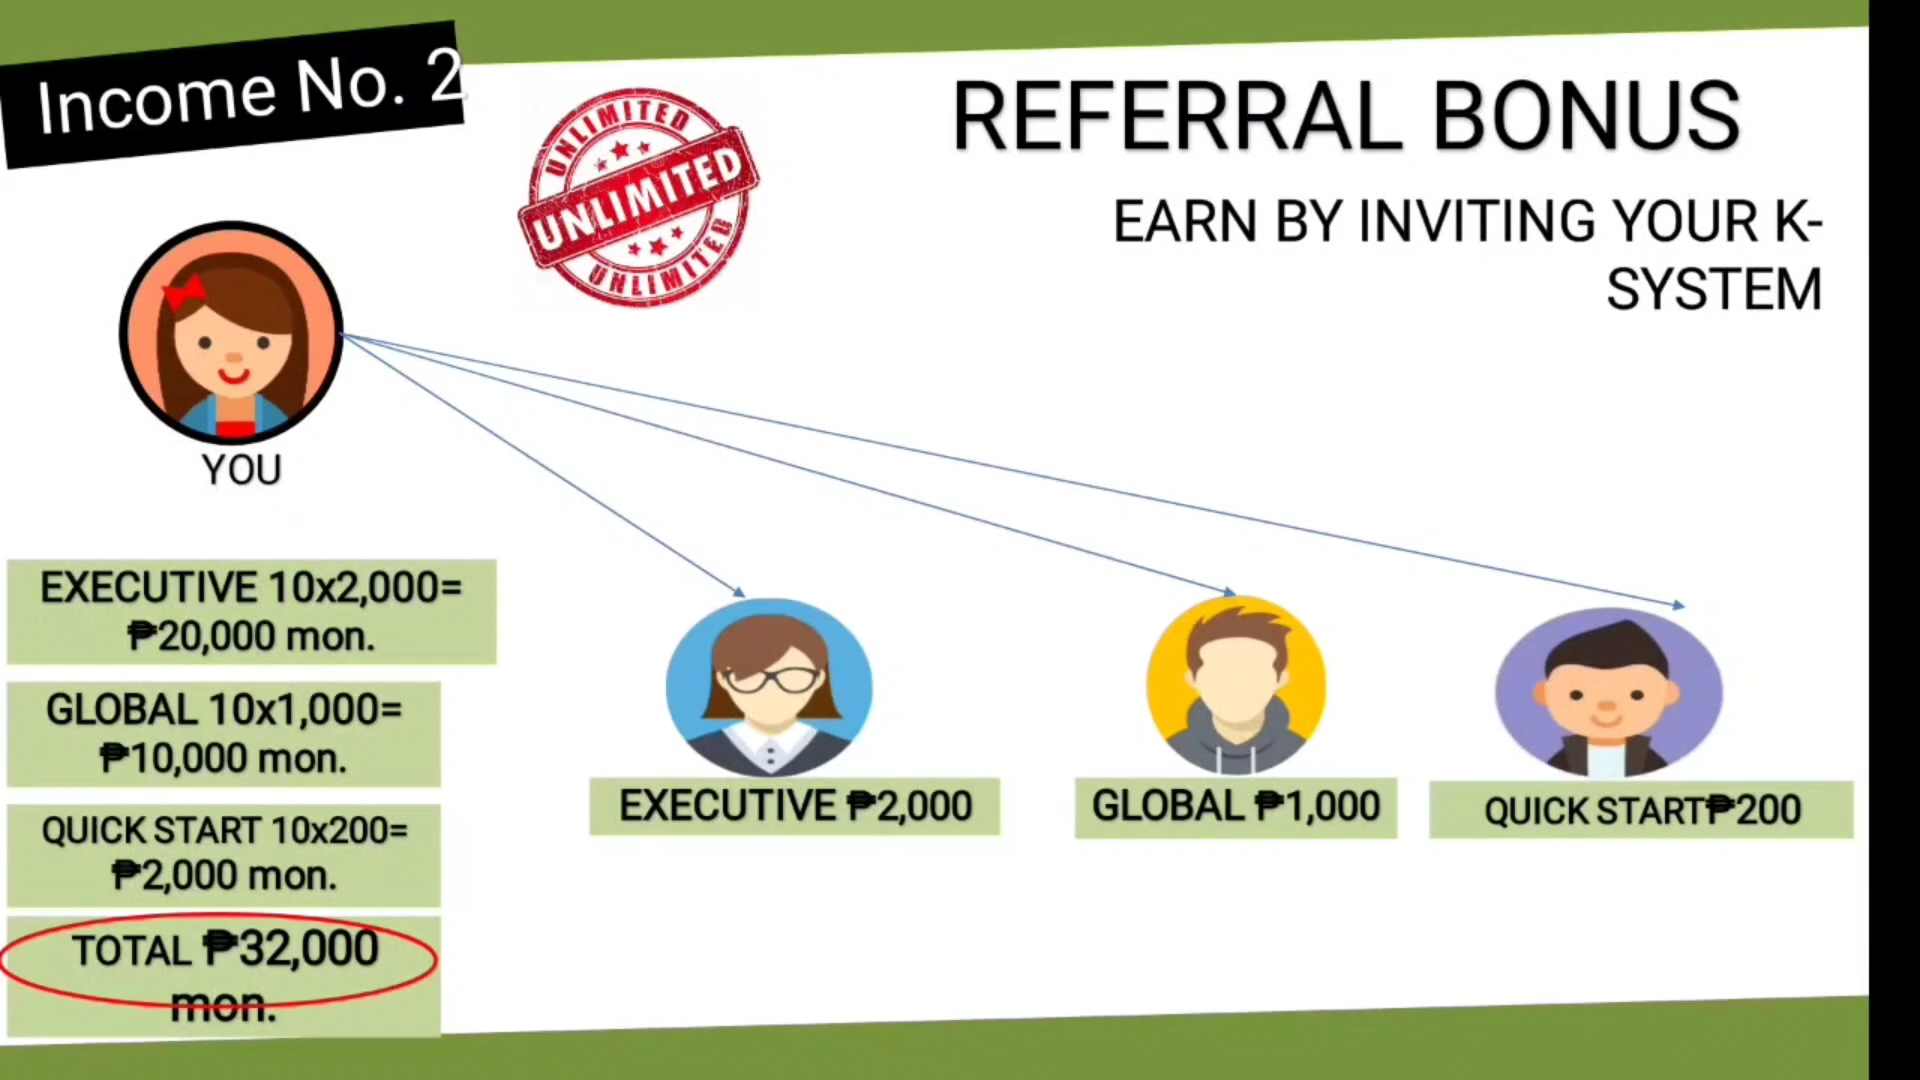 Income No. 2
UNLIMITED
UNLIMITED
UNLIMITED
REFERRAL BONUS
EARN BY INVITING YOUR K-
SYSTEM
YOU
EXECUTIVE 10x2,000=
₱20,000 mon.
GLOBAL 10x1,000=
₱10,000 mon.
QUICK START 10x200=
₱2,000 mon.
TOTAL ₱32,000
mon.
EXECUTIVE ₱2,000
GLOBAL ₱1,000
QUICK START₱200